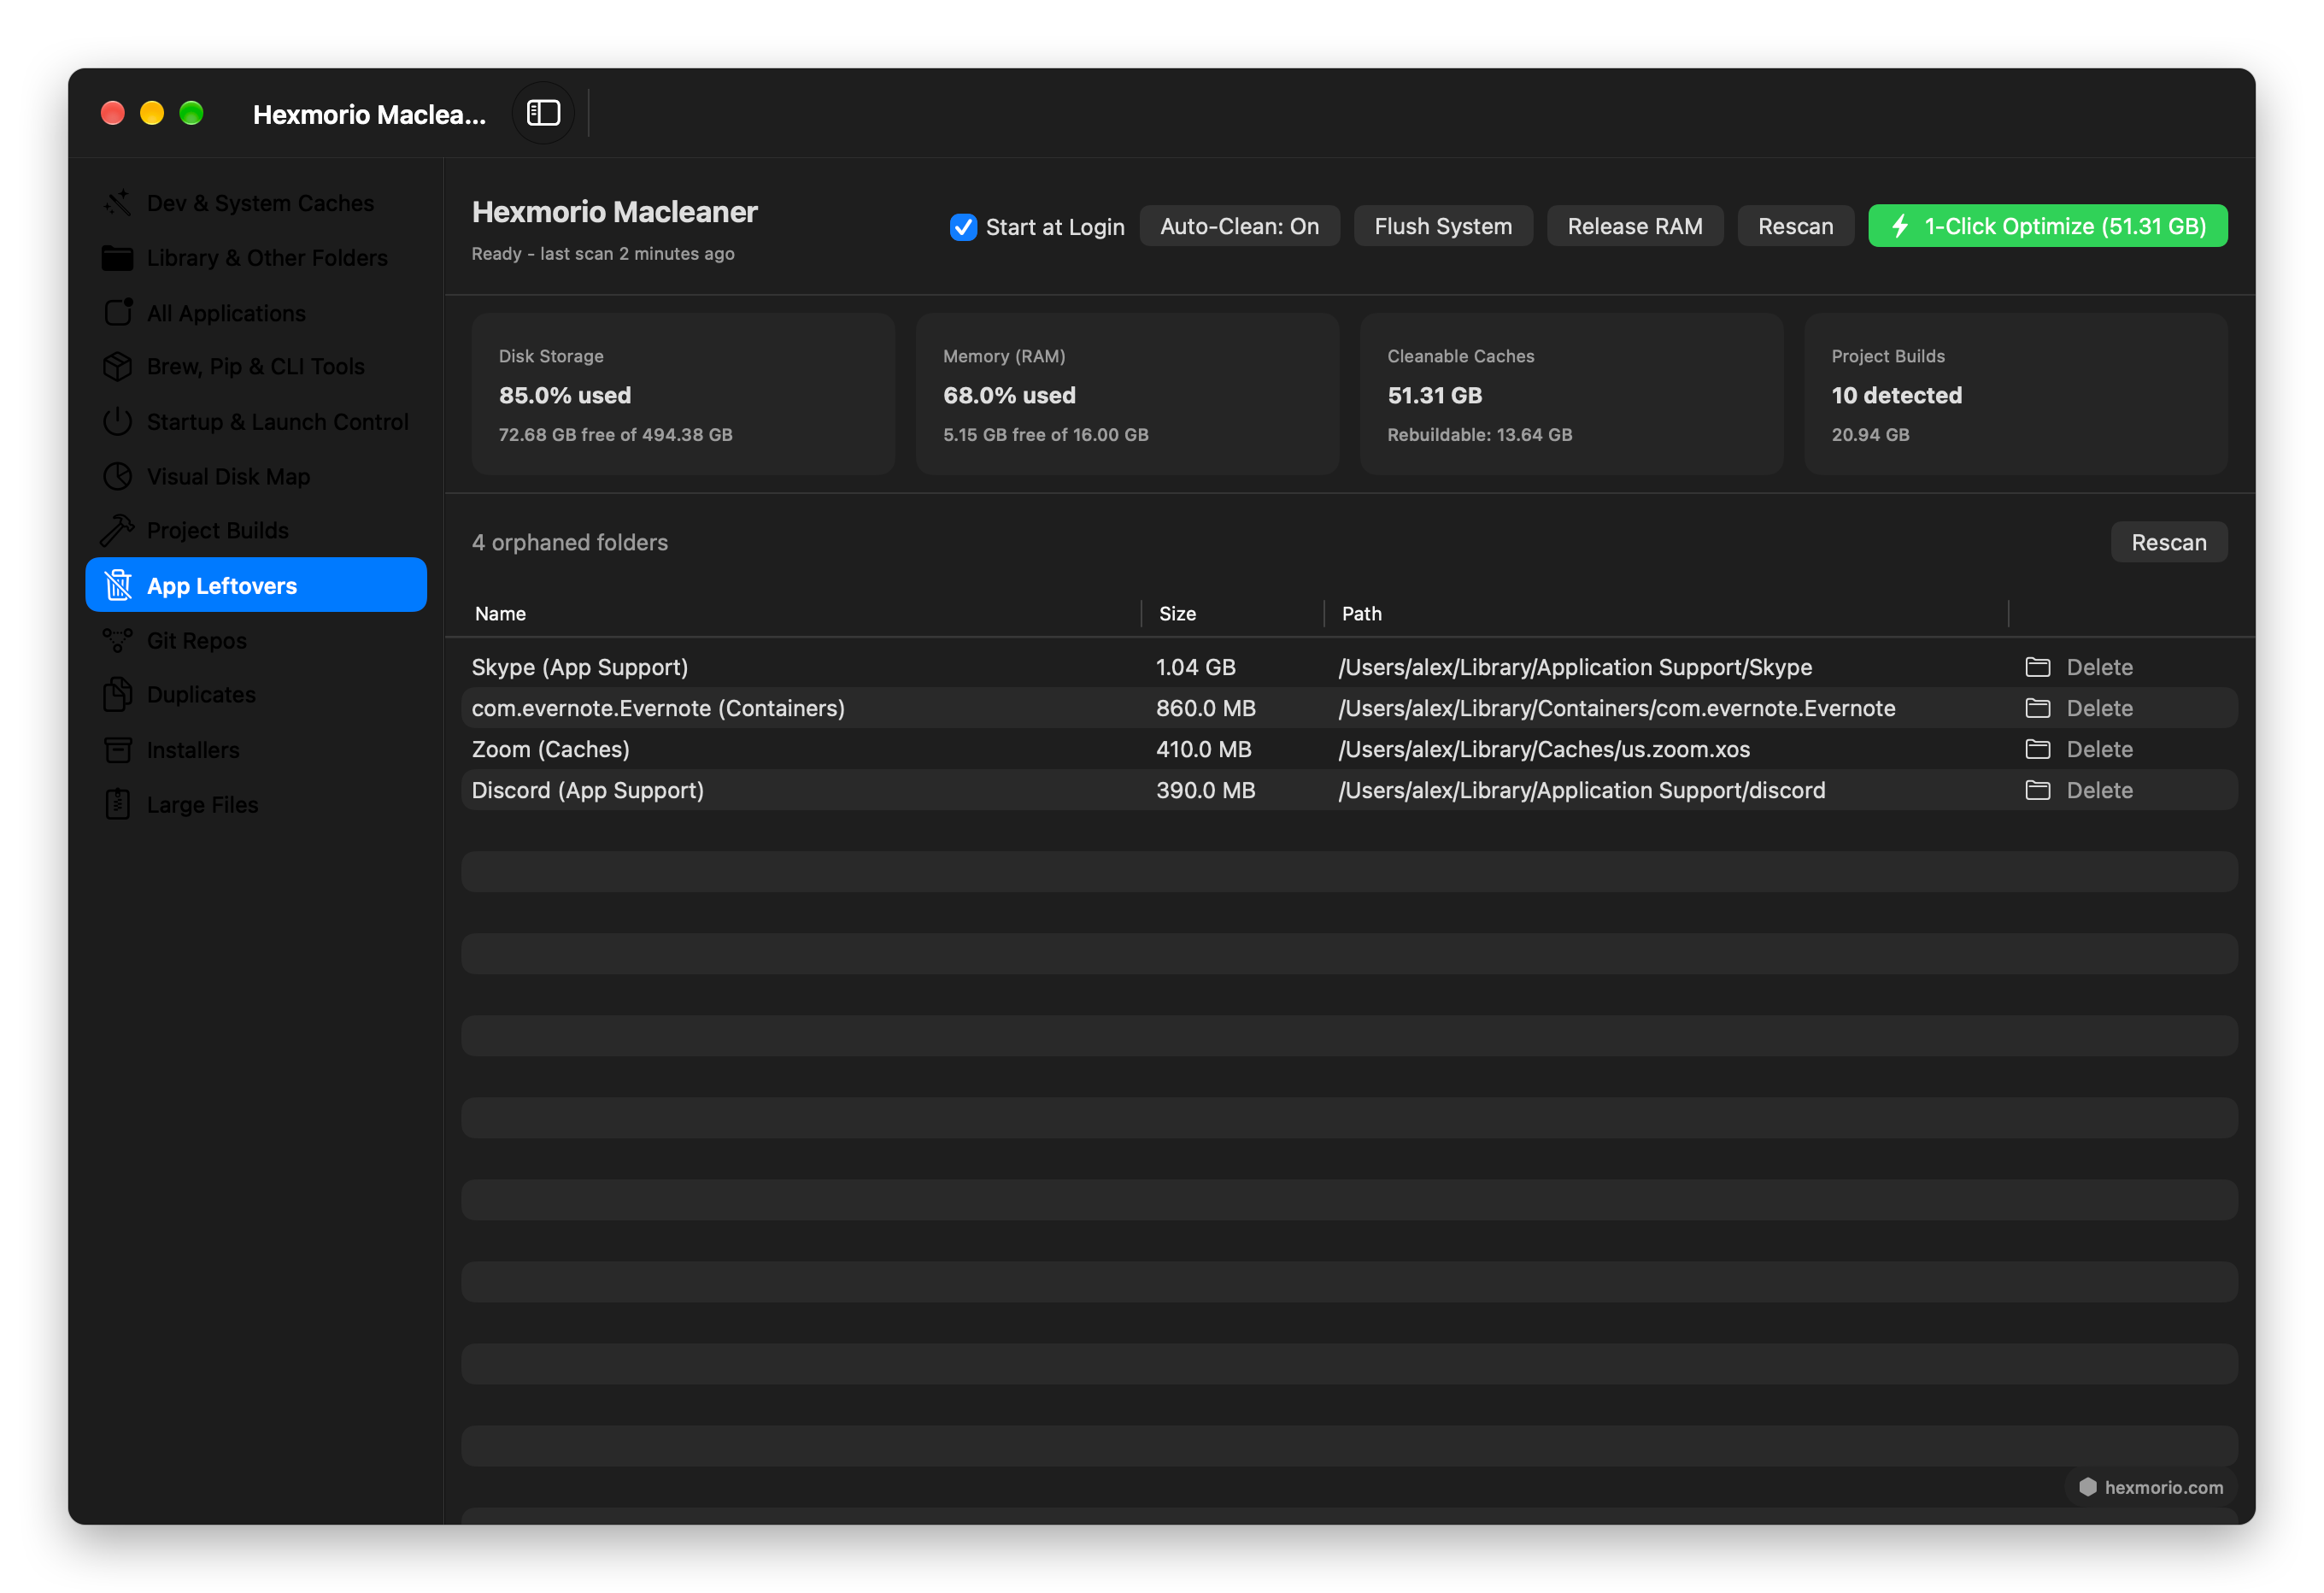 Hexmorio Maclea...
Dev & System Caches
Library & Other Folders
All Applications
Brew, Pip & CLI Tools
Startup & Launch Control
Visual Disk Map
Project Builds
App Leftovers
Git Repos
Duplicates
Installers
Large Files
Hexmorio Macleaner
Ready - last scan 2 minutes ago
Start at Login
Auto-Clean: On
Flush System
Release RAM
Rescan
1-Click Optimize (51.31 GB)
Disk Storage
85.0% used
72.68 GB free of 494.38 GB
Memory (RAM)
68.0% used
5.15 GB free of 16.00 GB
Cleanable Caches
51.31 GB
Rebuildable: 13.64 GB
Project Builds
10 detected
20.94 GB
4 orphaned folders
Rescan
Name Size Path
Skype (App Support) 1.04 GB /Users/alex/Library/Application Support/Skype Delete
com.evernote.Evernote (Containers) 860.0 MB /Users/alex/Library/Containers/com.evernote.Evernote Delete
Zoom (Caches) 410.0 MB /Users/alex/Library/Caches/us.zoom.xos Delete
Discord (App Support) 390.0 MB /Users/alex/Library/Application Support/discord Delete
hexmorio.com